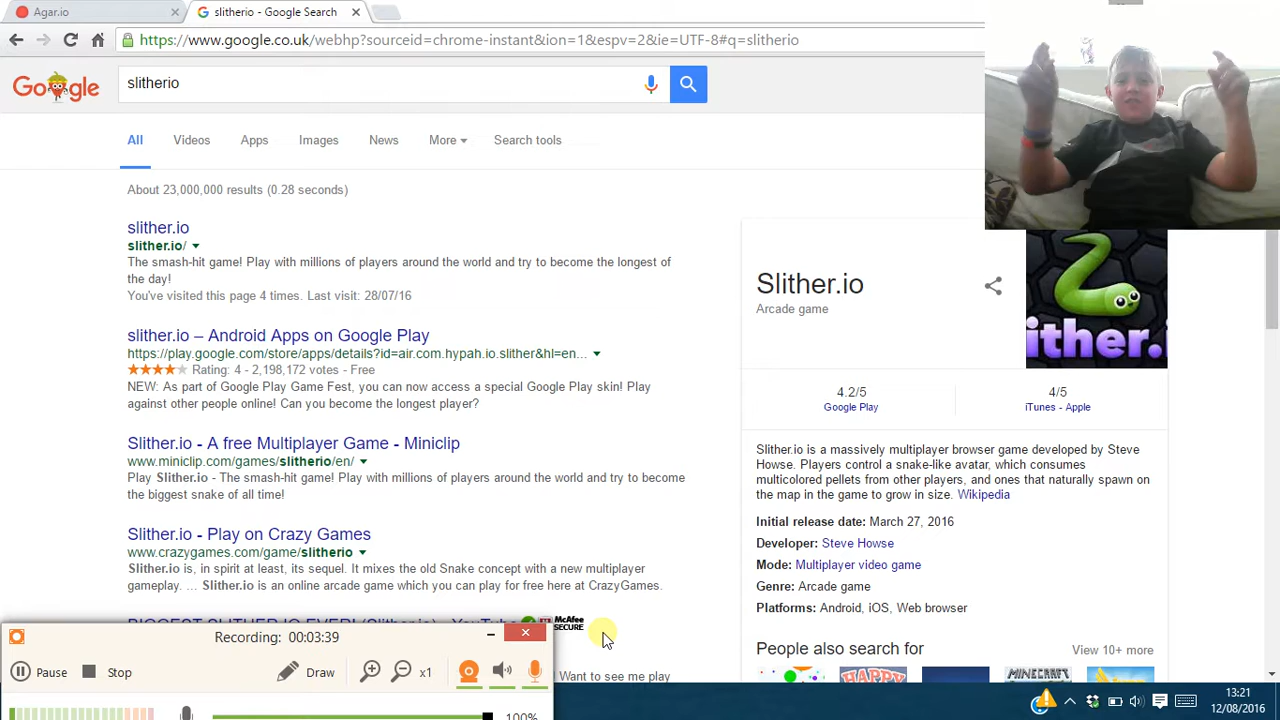 Agar.io
slitherio - Google Search
https://www.google.co.uk/webhp?sourceid=chrome-instant&ion=1&espv=2&ie=UTF-8#q=slitherio
Google
slitherio
All Videos Apps Images News More Search tools
About 23,000,000 results (0.28 seconds)
slither.io
slither.io/
The smash-hit game! Play with millions of players around the world and try to become the longest of
the day!
You've visited this page 4 times. Last visit: 28/07/16
slither.io – Android Apps on Google Play
https://play.google.com/store/apps/details?id=air.com.hypah.io.slither&hl=en...
Rating: 4 - 2,198,172 votes - Free
NEW: As part of Google Play Game Fest, you can now access a special Google Play skin! Play
against other people online! Can you become the longest player?
Slither.io - A free Multiplayer Game - Miniclip
www.miniclip.com/games/slitherio/en/
Play Slither.io - The smash-hit game! Play with millions of players around the world and try to become
the biggest snake of all time!
Slither.io - Play on Crazy Games
www.crazygames.com/game/slitherio
Slither.io is, in spirit at least, its sequel. It mixes the old Snake concept with a new multiplayer
gameplay. ... Slither.io is an online arcade game which you can play for free here at CrazyGames.
BIGGEST SLITHER.IO EVER! (Slither.io) - YouTube
McAfee
SECURE
Want to see me play
Slither.io
Arcade game
ither.i
4.2/5
Google Play
4/5
iTunes - Apple
Slither.io is a massively multiplayer browser game developed by Steve
Howse. Players control a snake-like avatar, which consumes
multicolored pellets from other players, and ones that naturally spawn on
the map in the game to grow in size. Wikipedia
Initial release date: March 27, 2016
Developer: Steve Howse
Mode: Multiplayer video game
Genre: Arcade game
Platforms: Android, iOS, Web browser
People also search for
View 10+ more
HAPPY
MINECRAFT
Recording: 00:03:39
Pause Stop Draw x1
100%
13:21
12/08/2016